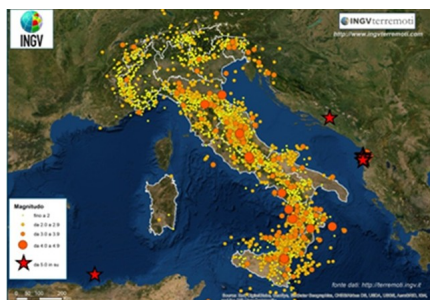 INGV
INGVterremoti
http://www.ingvterremoti.com
Magnitudo
fino a 2
da 2.0 a 2.9
da 3.0 a 3.9
da 4.0 a 4.9
da 5.0 in su
fonte dati: http://terremoti.ingv.it